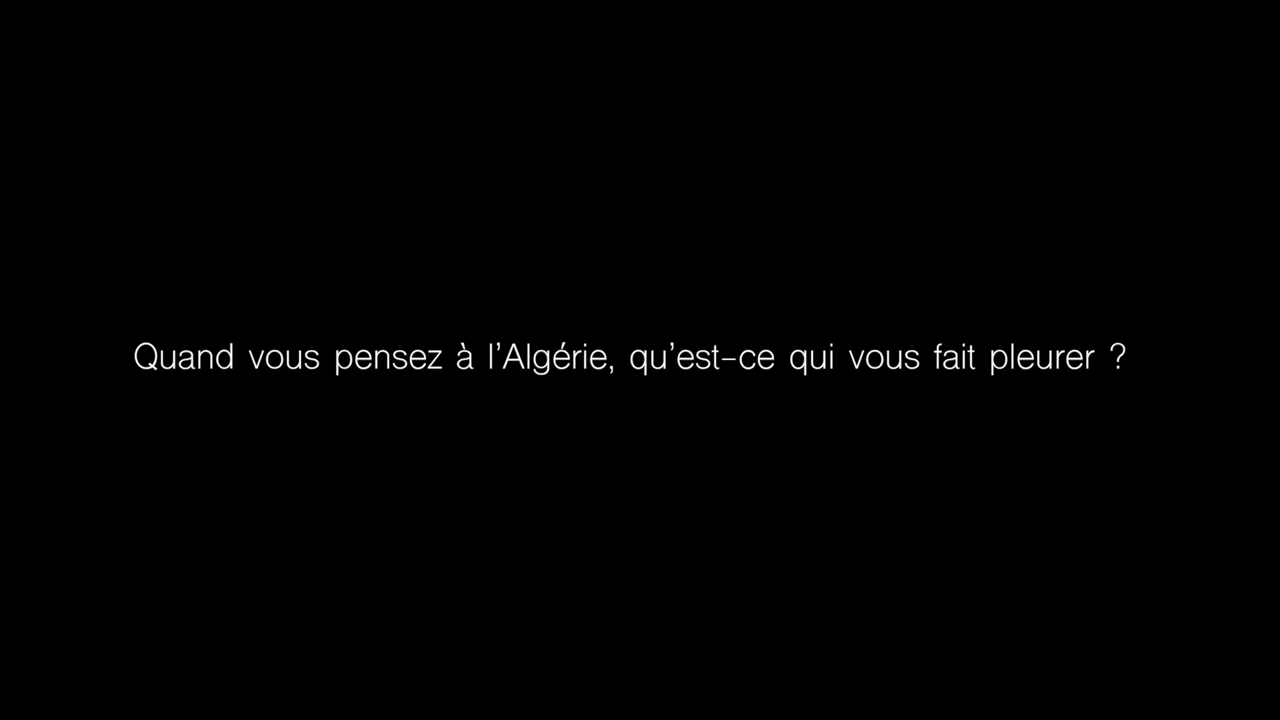 Quand vous pensez à l’Algérie, qu’est-ce qui vous fait pleurer ?